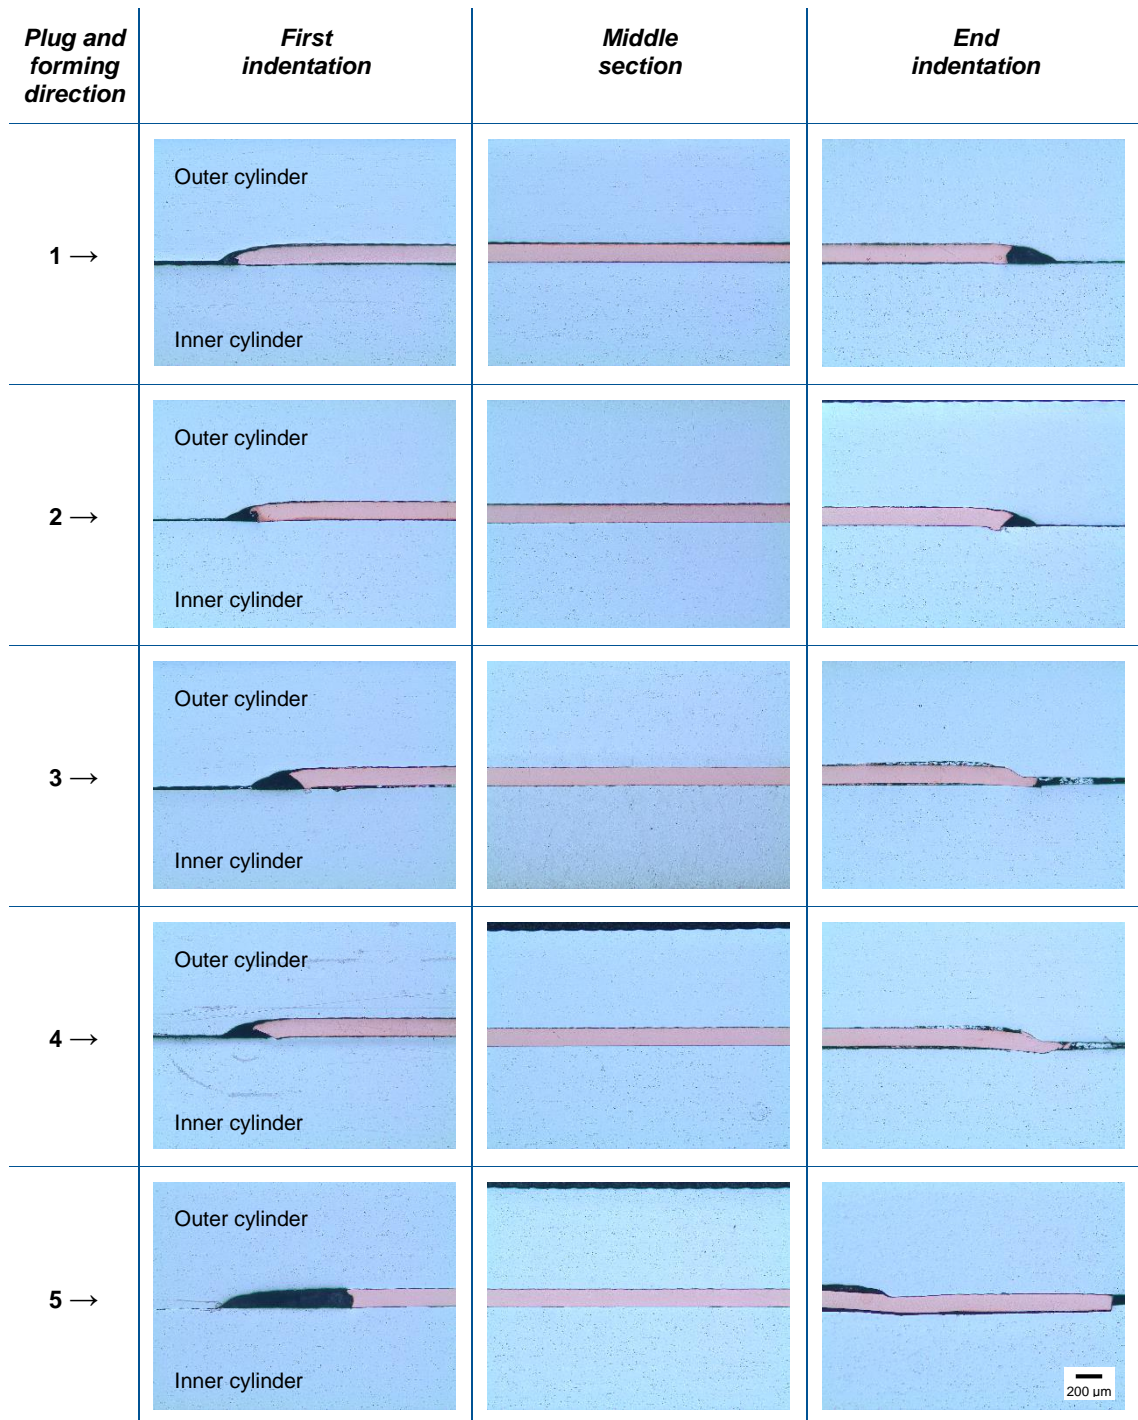 Plug and
forming
direction
First
indentation
Middle
section
End
indentation
1 →
Outer cylinder
Inner cylinder
2 →
Outer cylinder
Inner cylinder
3 →
Outer cylinder
Inner cylinder
4 →
Outer cylinder
Inner cylinder
5 →
Outer cylinder
Inner cylinder
200 µm